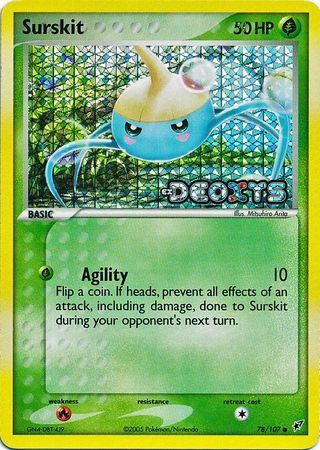 Surskit
50 HP
DEOXYS
Illus. Mitsuhiro Arita
BASIC
Agility 10
Flip a coin. If heads, prevent all effects of an
attack, including damage, done to Surskit
during your opponent's next turn.
weakness resistance retreat cost
©2005 Pokémon/Nintendo 78/107